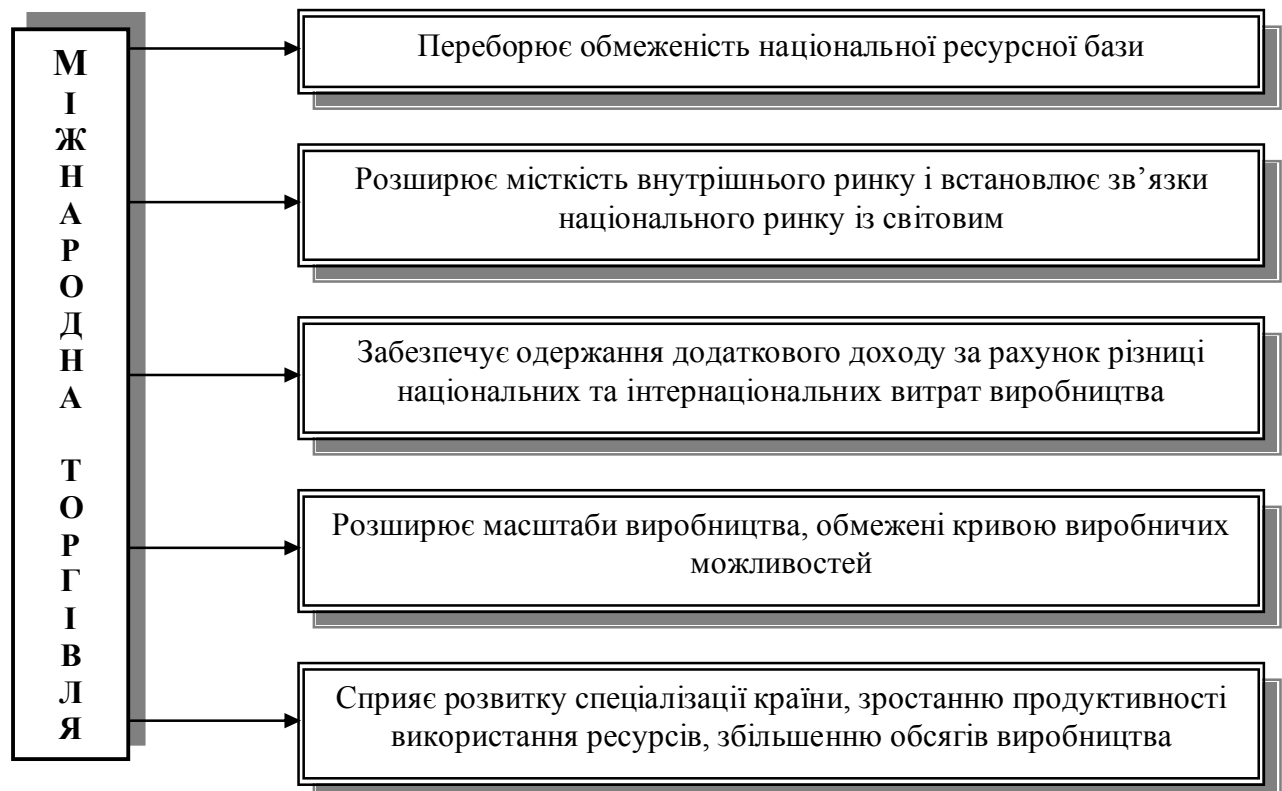 МІЖНАРОДНА ТОРГІВЛЯ
Переборює обмеженість національної ресурсної бази
Розширює місткість внутрішнього ринку і встановлює зв’язки
національного ринку із світовим
Забезпечує одержання додаткового доходу за рахунок різниці
національних та інтернаціональних витрат виробництва
Розширює масштаби виробництва, обмежені кривою виробничих
можливостей
Сприяє розвитку спеціалізації країни, зростанню продуктивності
використання ресурсів, збільшенню обсягів виробництва